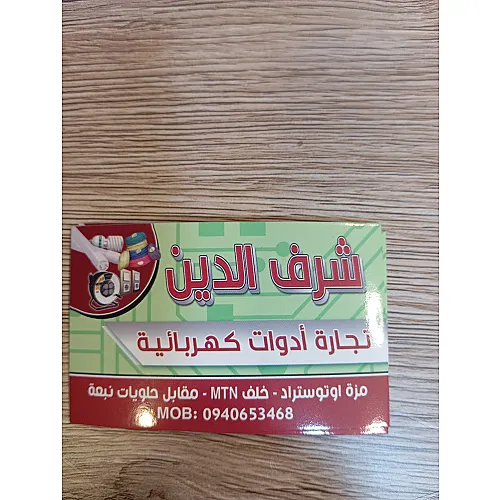 شرف الدين
تجارة أدوات كهربائية
مزة اوتوستراد - خلف MTN - مقابل حلويات نبعة
MOB: 0940653468